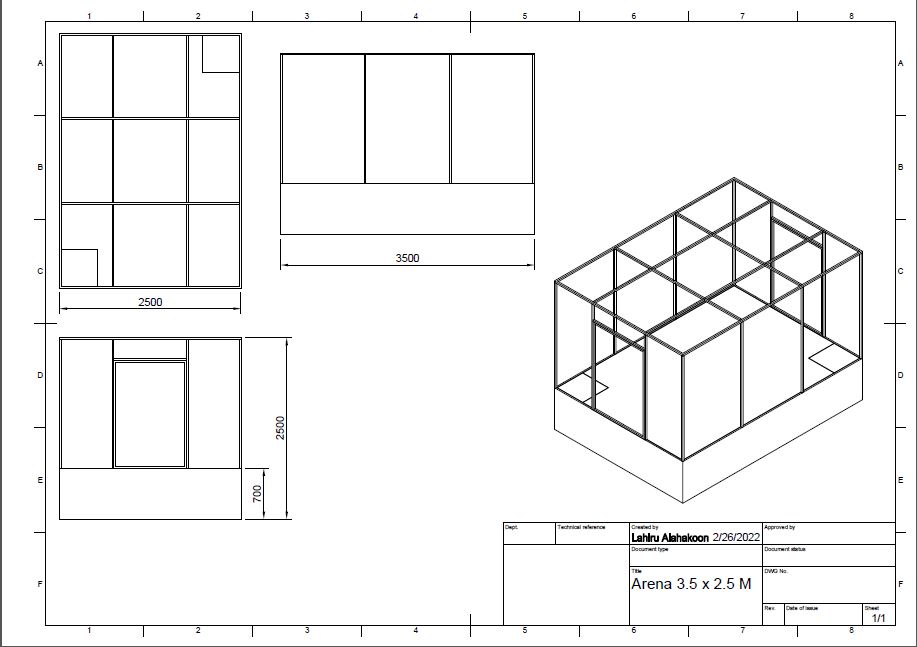 1 2 3 4 5 6 7 8
A A
B B
C C
D D
E E
F F
2500
3500
2500
700
Dept. Technical reference Created by Approved by
Lahiru Alahakoon 2/26/2022
Document type Document status
Title DWG No.
Arena 3.5 x 2.5 M
Rev. Date of issue Sheet
1/1
1 2 3 4 5 6 7 8